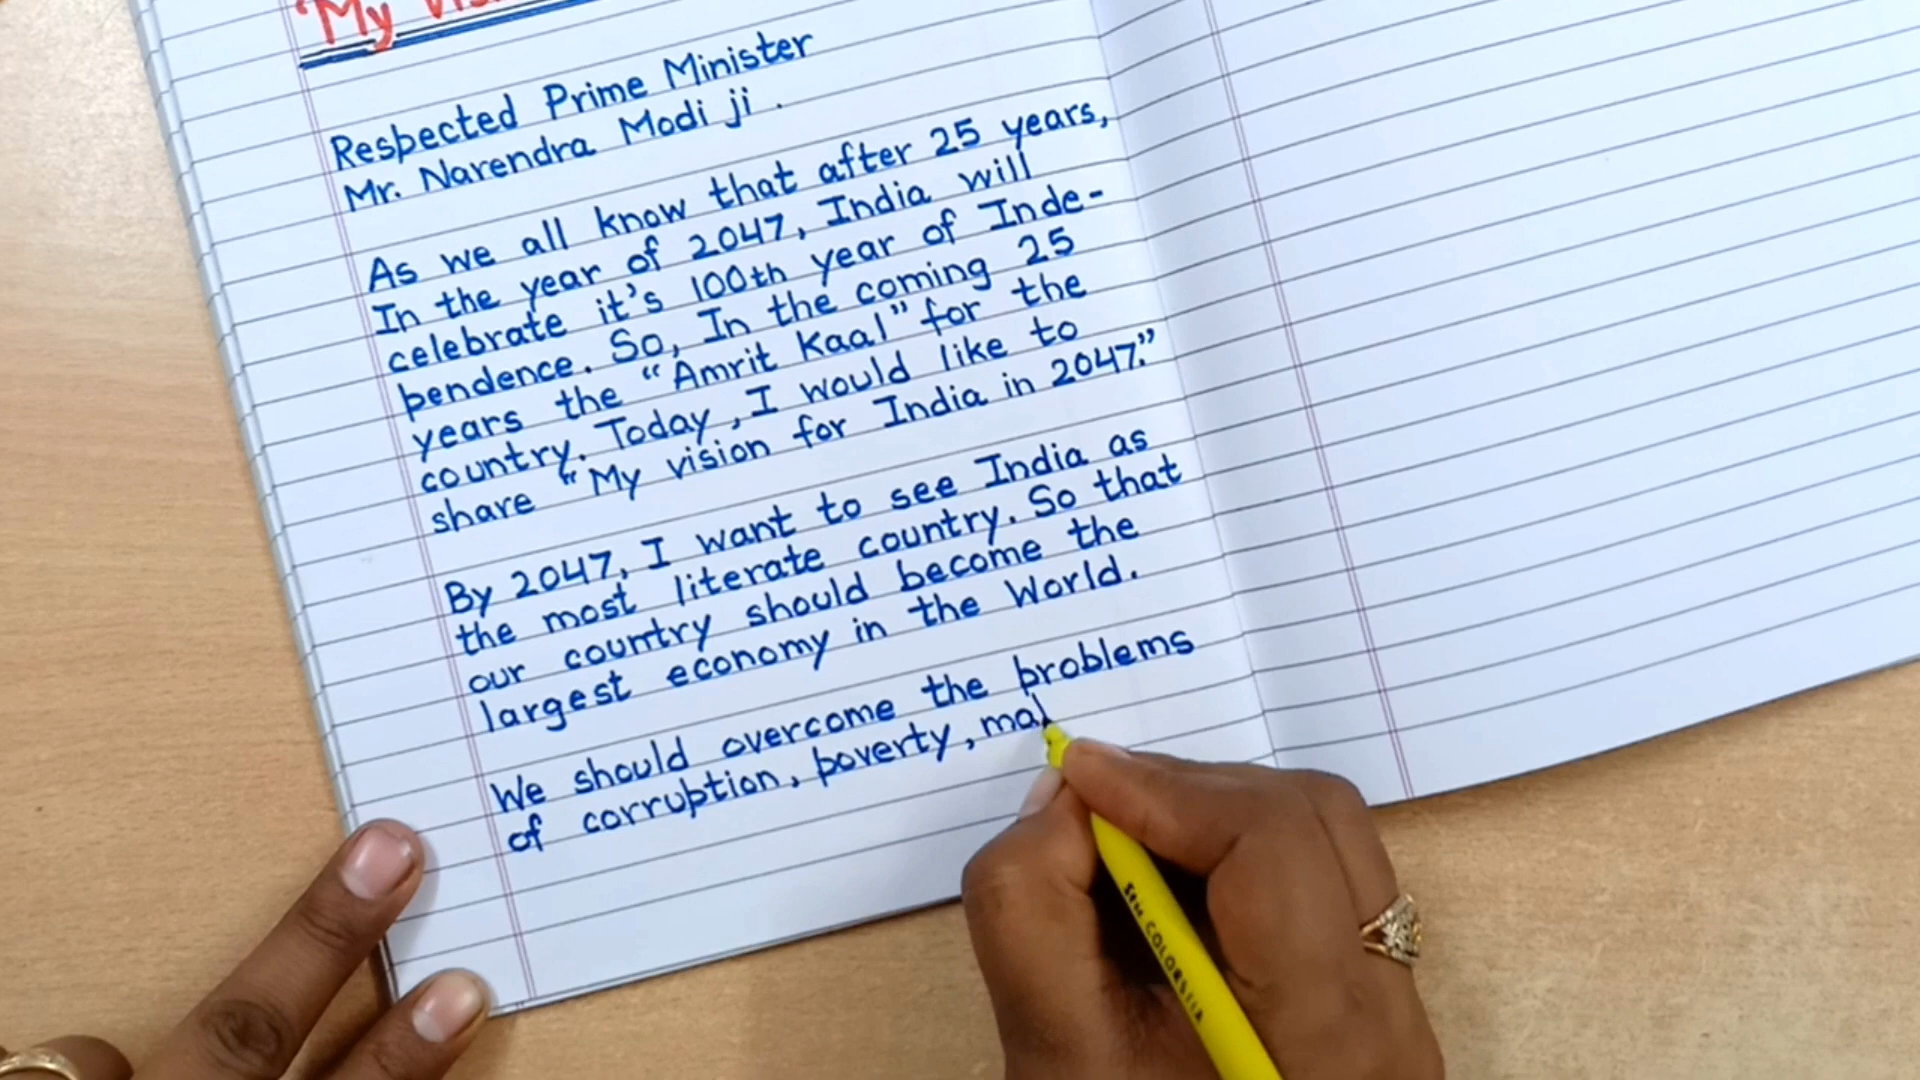 "My
Respected Prime Minister
Mr. Narendra Modi ji.
As we all know that after 25 years,
In the year of 2047, India will
celebrate it's 100th year of Inde-
pendence. So, In the coming 25
years the "Amrit Kaal" for the
country. Today, I would like to
share "My vision for India in 2047."
By 2047, I want to see India as
the most literate country. So that
our country should become the
largest economy in the World.
We should overcome the problems
of corruption, poverty, mal